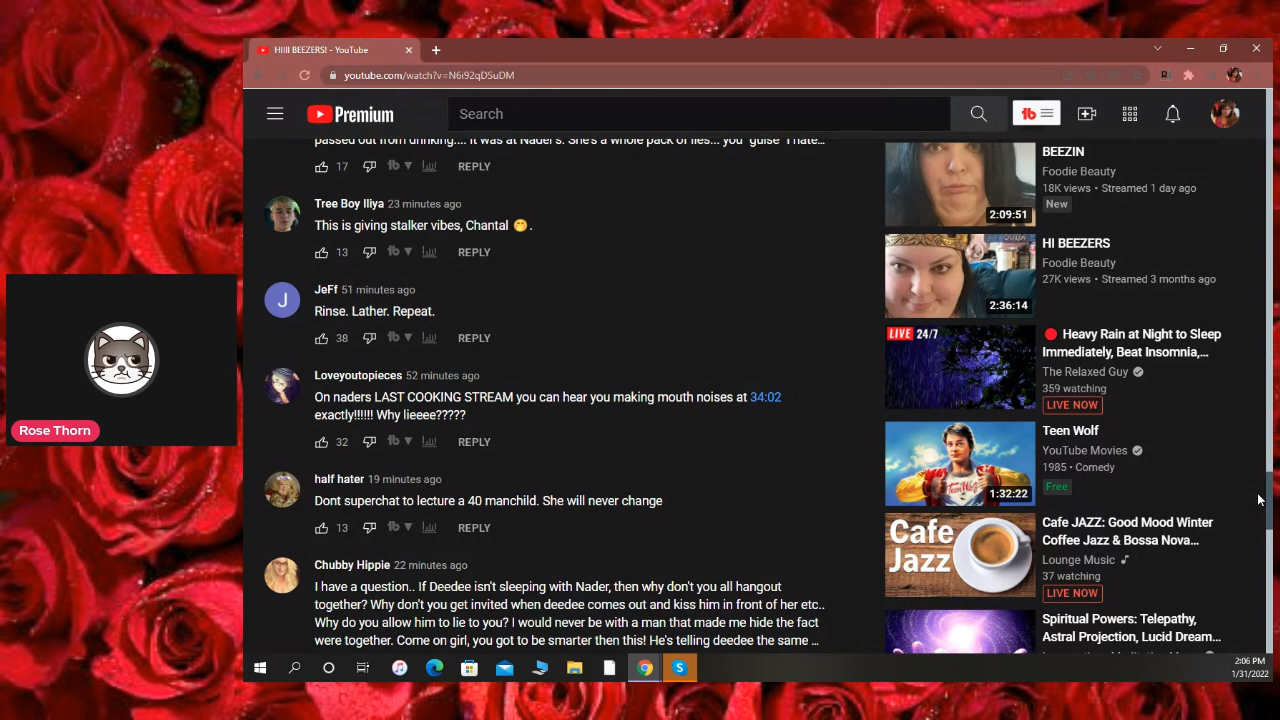 HIIII BEEZERS! - YouTube
youtube.com/watch?v=N6i92qDSuDM
Premium
Search
passed out from drinking.... It was at Nader's. She's a whole pack of lies... you "guise" I hate...
17
REPLY
Tree Boy Iliya 23 minutes ago
This is giving stalker vibes, Chantal 🤭.
13
REPLY
J
JeFf 51 minutes ago
Rinse. Lather. Repeat.
38
REPLY
Loveyoutopieces 52 minutes ago
On naders LAST COOKING STREAM you can hear you making mouth noises at 34:02
exactly!!!!!! Why lieeee?????
32
REPLY
half hater 19 minutes ago
Dont suprrchat to lecture a 40 manchild. She will never change
13
REPLY
Chubby Hippie 22 minutes ago
I have a question.. If Deedee isn't sleeping with Nader, then why don't you all hangout
together? Why don't you get invited when deedee comes out and kiss him in front of her etc..
Why do you allow him to lie to you? I would never be with a man that made me hide the fact
were together. Come on girl, you got to be smarter then this! He's telling deedee the same ...
BEEZIN
Foodie Beauty
18K views • Streamed 1 day ago
New
2:09:51
HI BEEZERS
Foodie Beauty
27K views • Streamed 3 months ago
2:36:14
LIVE 24/7
🔴 Heavy Rain at Night to Sleep
Immediately, Beat Insomnia,...
The Relaxed Guy
359 watching
LIVE NOW
Teen Wolf
YouTube Movies
1985 • Comedy
Free
1:32:22
Cafe
Jazz
Cafe JAZZ: Good Mood Winter
Coffee Jazz & Bossa Nova...
Lounge Music
37 watching
LIVE NOW
Spiritual Powers: Telepathy,
Astral Projection, Lucid Dream...
Rose Thorn
2:06 PM
1/31/2022